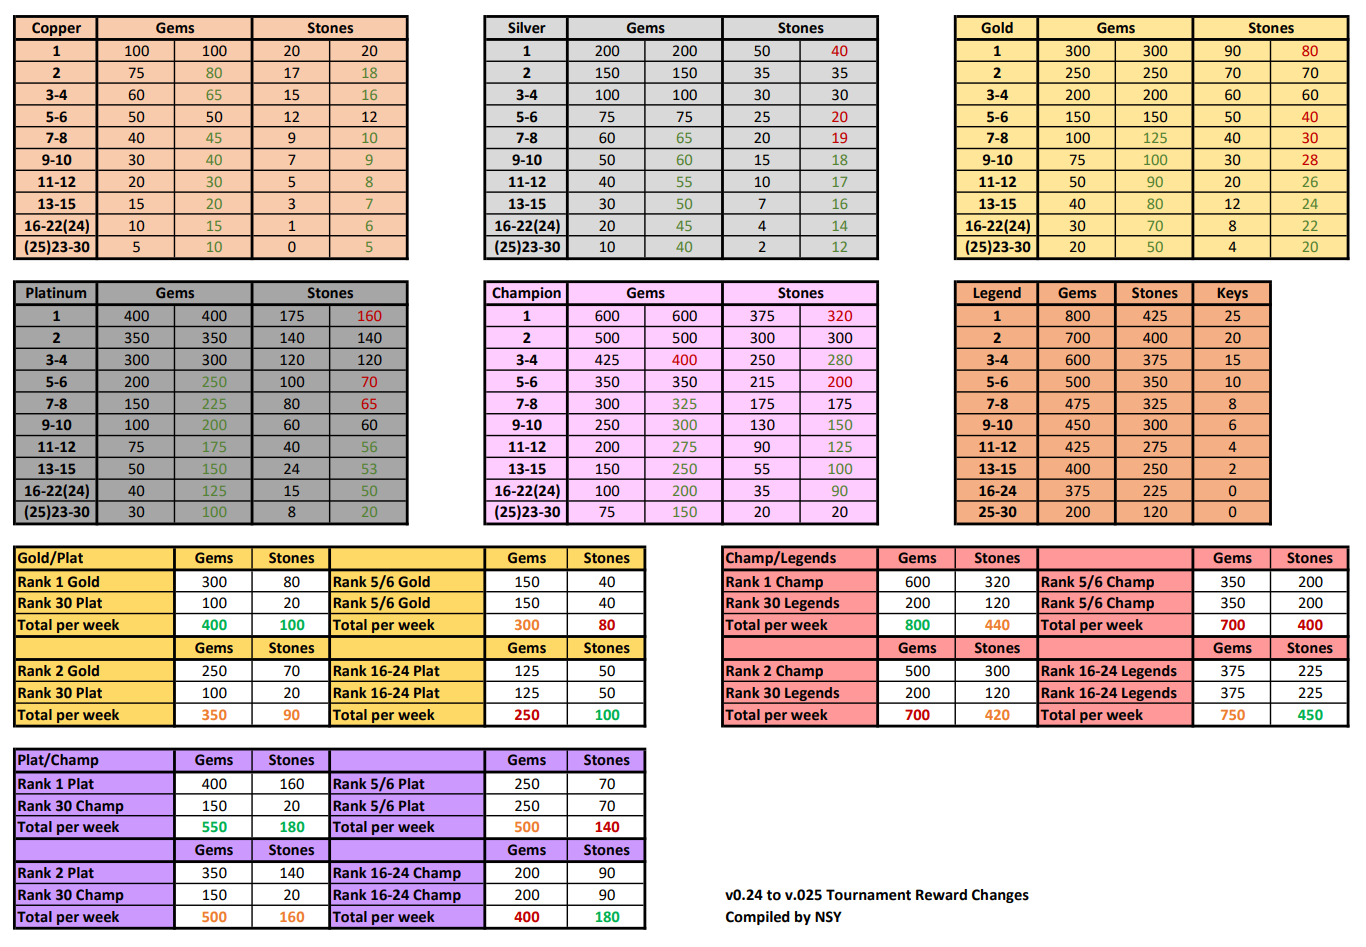 Copper Gems Stones
1 100 100 20 20
2 75 80 17 18
3-4 60 65 15 16
5-6 50 50 12 12
7-8 40 45 9 10
9-10 30 40 7 9
11-12 20 30 5 8
13-15 15 20 3 7
16-22(24) 10 15 1 6
(25)23-30 5 10 0 5
Silver Gems Stones
1 200 200 50 40
2 150 150 35 35
3-4 100 100 30 30
5-6 75 75 25 20
7-8 60 65 20 19
9-10 50 60 15 18
11-12 40 55 10 17
13-15 30 50 7 16
16-22(24) 20 45 4 14
(25)23-30 10 40 2 12
Gold Gems Stones
1 300 300 90 80
2 250 250 70 70
3-4 200 200 60 60
5-6 150 150 50 40
7-8 100 125 40 30
9-10 75 100 30 28
11-12 50 90 20 26
13-15 40 80 12 24
16-22(24) 30 70 8 22
(25)23-30 20 50 4 20
Platinum Gems Stones
1 400 400 175 160
2 350 350 140 140
3-4 300 300 120 120
5-6 200 250 100 70
7-8 150 225 80 65
9-10 100 200 60 60
11-12 75 175 40 56
13-15 50 150 24 53
16-22(24) 40 125 15 50
(25)23-30 30 100 8 20
Champion Gems Stones
1 600 600 375 320
2 500 500 300 300
3-4 425 400 250 280
5-6 350 350 215 200
7-8 300 325 175 175
9-10 250 300 130 150
11-12 200 275 90 125
13-15 150 250 55 100
16-22(24) 100 200 35 90
(25)23-30 75 150 20 20
Legend Gems Stones Keys
1 800 425 25
2 700 400 20
3-4 600 375 15
5-6 500 350 10
7-8 475 325 8
9-10 450 300 6
11-12 425 275 4
13-15 400 250 2
16-24 375 225 0
25-30 200 120 0
Gold/Plat Gems Stones Gems Stones
Rank 1 Gold 300 80 Rank 5/6 Gold 150 40
Rank 30 Plat 100 20 Rank 5/6 Gold 150 40
Total per week 400 100 Total per week 300 80
Gems Stones Gems Stones
Rank 2 Gold 250 70 Rank 16-24 Plat 125 50
Rank 30 Plat 100 20 Rank 16-24 Plat 125 50
Total per week 350 90 Total per week 250 100
Champ/Legends Gems Stones Gems Stones
Rank 1 Champ 600 320 Rank 5/6 Champ 350 200
Rank 30 Legends 200 120 Rank 5/6 Champ 350 200
Total per week 800 440 Total per week 700 400
Gems Stones Gems Stones
Rank 2 Champ 500 300 Rank 16-24 Legends 375 225
Rank 30 Legends 200 120 Rank 16-24 Legends 375 225
Total per week 700 420 Total per week 750 450
Plat/Champ Gems Stones Gems Stones
Rank 1 Plat 400 160 Rank 5/6 Plat 250 70
Rank 30 Champ 150 20 Rank 5/6 Plat 250 70
Total per week 550 180 Total per week 500 140
Gems Stones Gems Stones
Rank 2 Plat 350 140 Rank 16-24 Champ 200 90
Rank 30 Champ 150 20 Rank 16-24 Champ 200 90
Total per week 500 160 Total per week 400 180
v0.24 to v.025 Tournament Reward Changes
Compiled by NSY